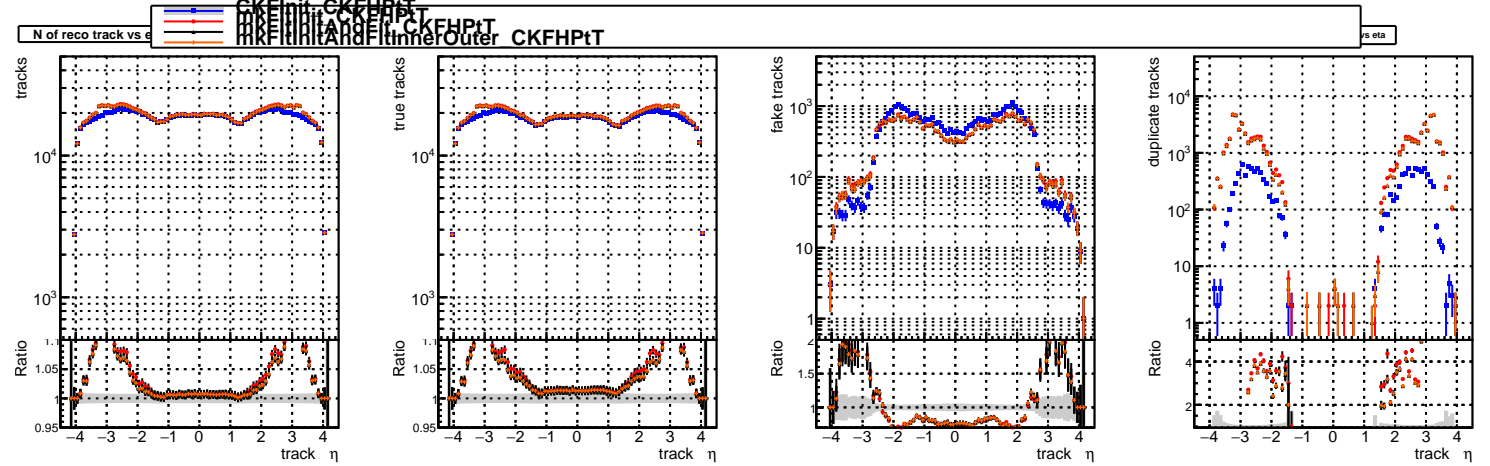 CKFInit_CKFHPtT
mkFitInit_CKFHPtT
mkFitInitAndFit_CKFHPtT
mkFitInitAndFitInnerOuter_CKFHPtT
N of reco track vs e
vs eta
tracks
10⁴
10³
Ratio
1.1
1.05
1
0.95
−4 −3 −2 −1 0 1 2 3 4
track η
true tracks
10⁴
10³
Ratio
1.1
1.05
1
0.95
−4 −3 −2 −1 0 1 2 3 4
track η
fake tracks
10³
10²
10
1
Ratio
2
1.5
1
−4 −3 −2 −1 0 1 2 3 4
track η
duplicate tracks
10⁴
10³
10²
10
1
Ratio
4
2
−4 −3 −2 −1 0 1 2 3 4
track η